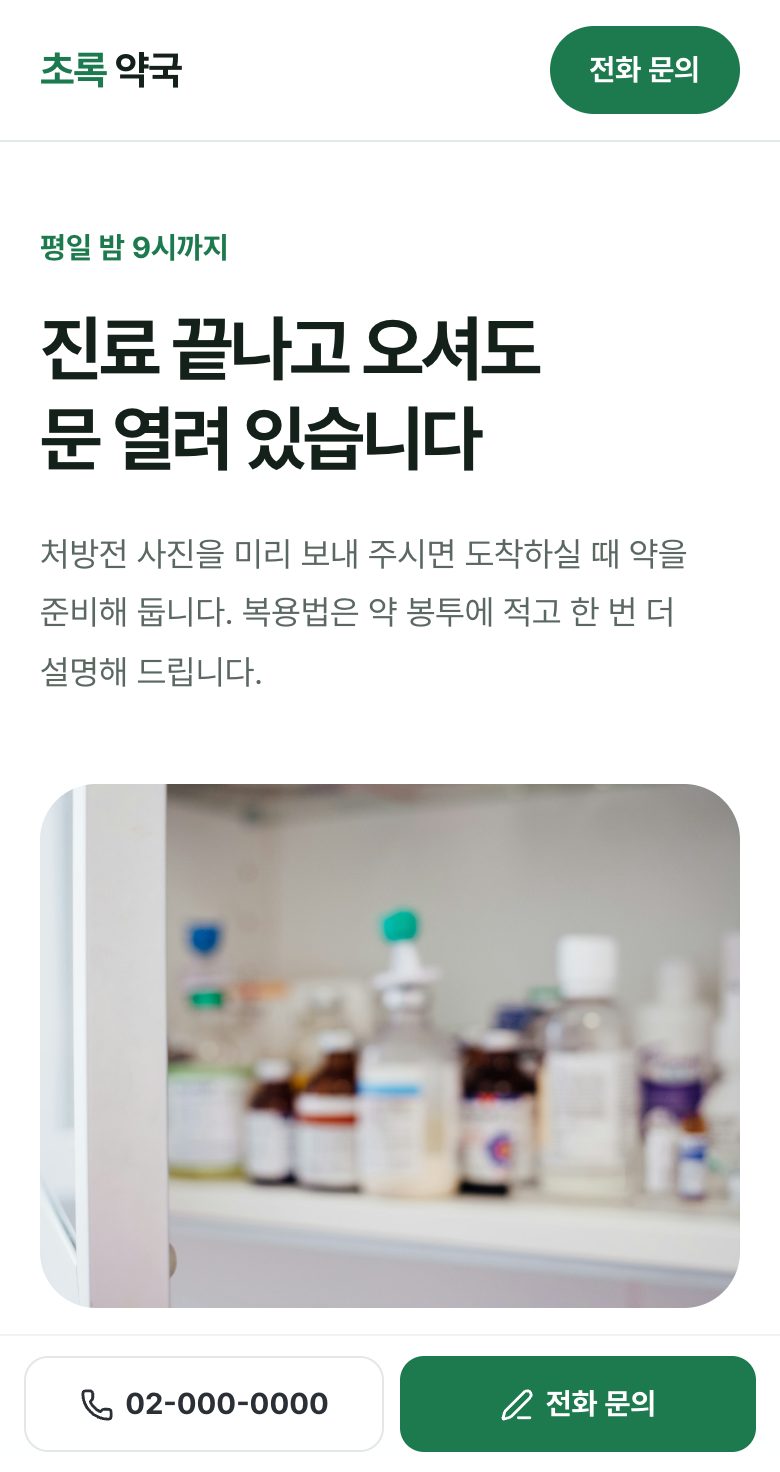 초록 약국
전화 문의
평일 밤 9시까지
진료 끝나고 오셔도
문 열려 있습니다
처방전 사진을 미리 보내 주시면 도착하실 때 약을
준비해 둡니다. 복용법은 약 봉투에 적고 한 번 더
설명해 드립니다.
02-000-0000
전화 문의